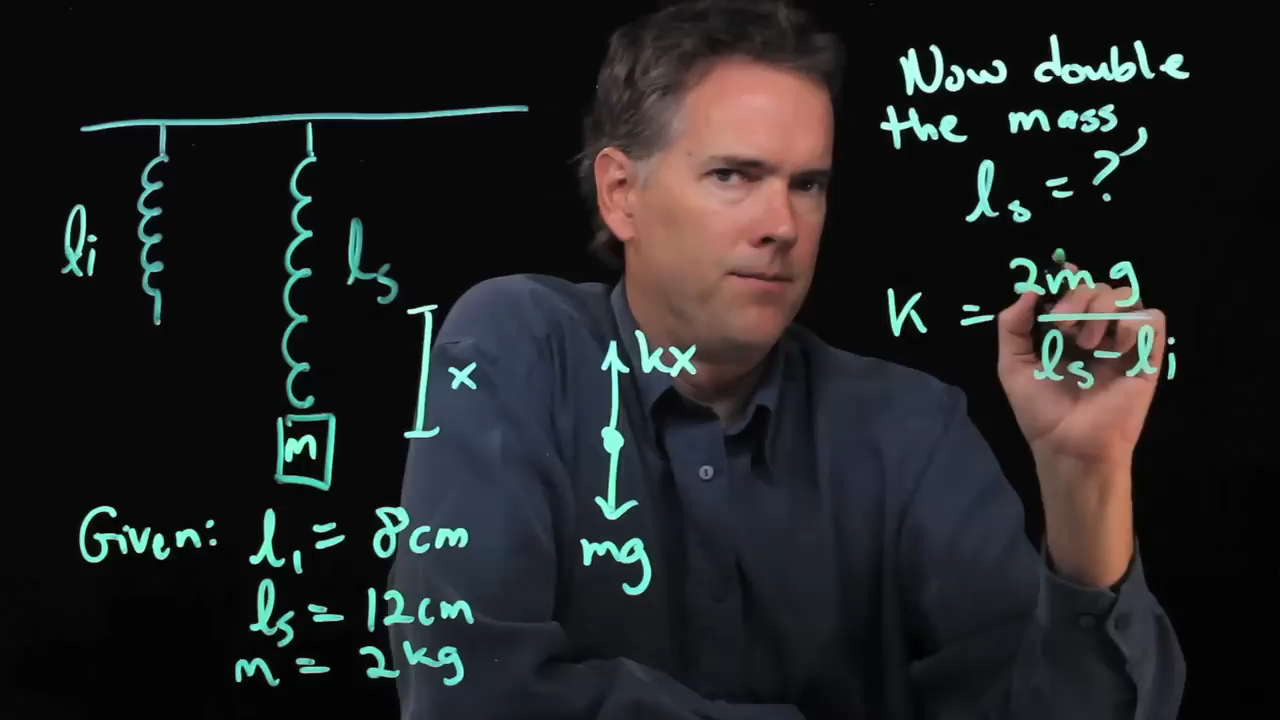 Now double
the mass,
ls = ?
K = 2mg / ls - li
li
ls
x
kx
m
mg
Given: l1 = 8cm
ls = 12cm
m = 2kg